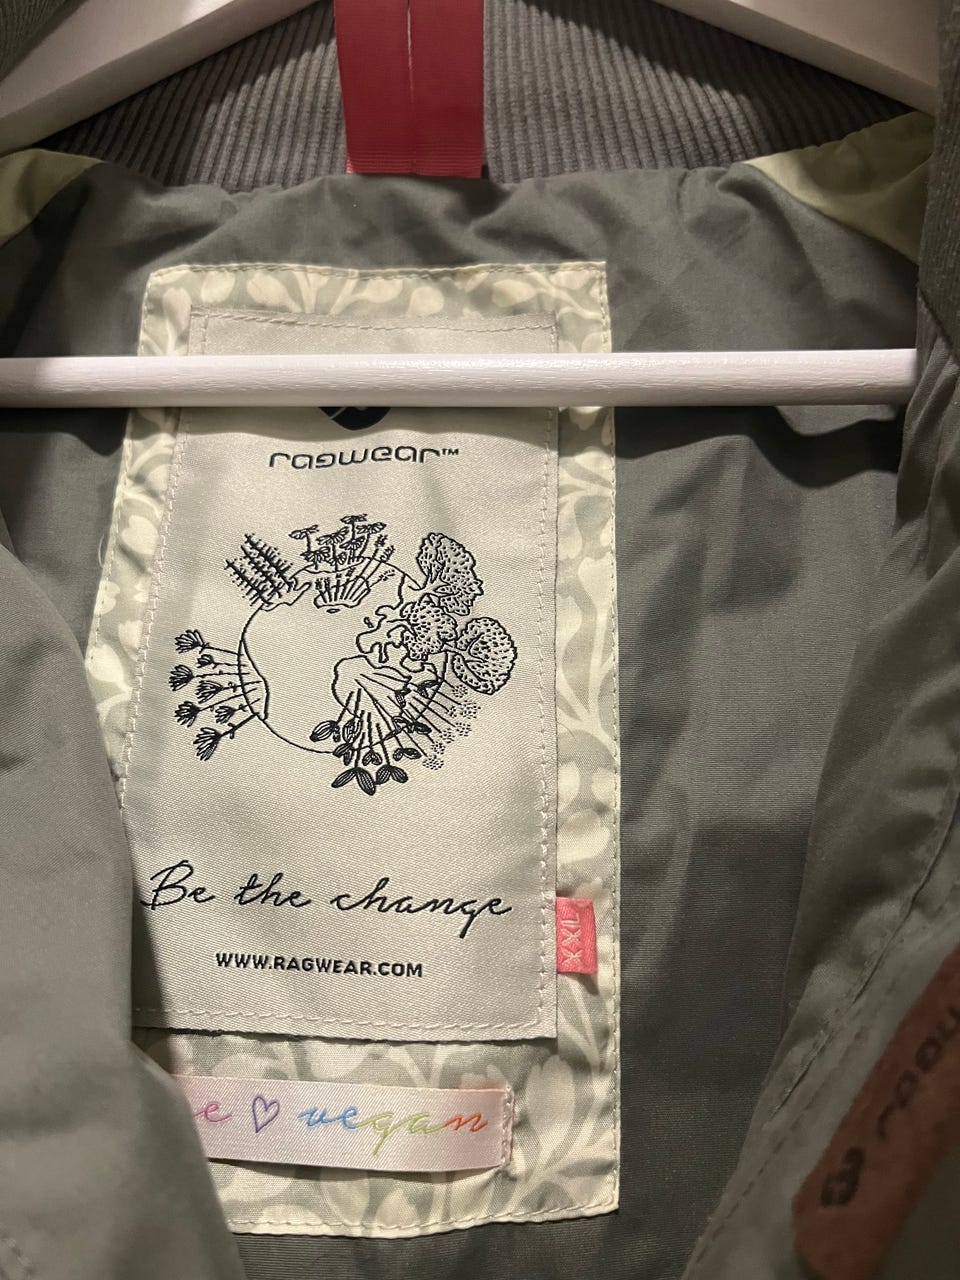 ragwear™
Be the change
WWW.RAGWEAR.COM
XXL
e ♡ vegan